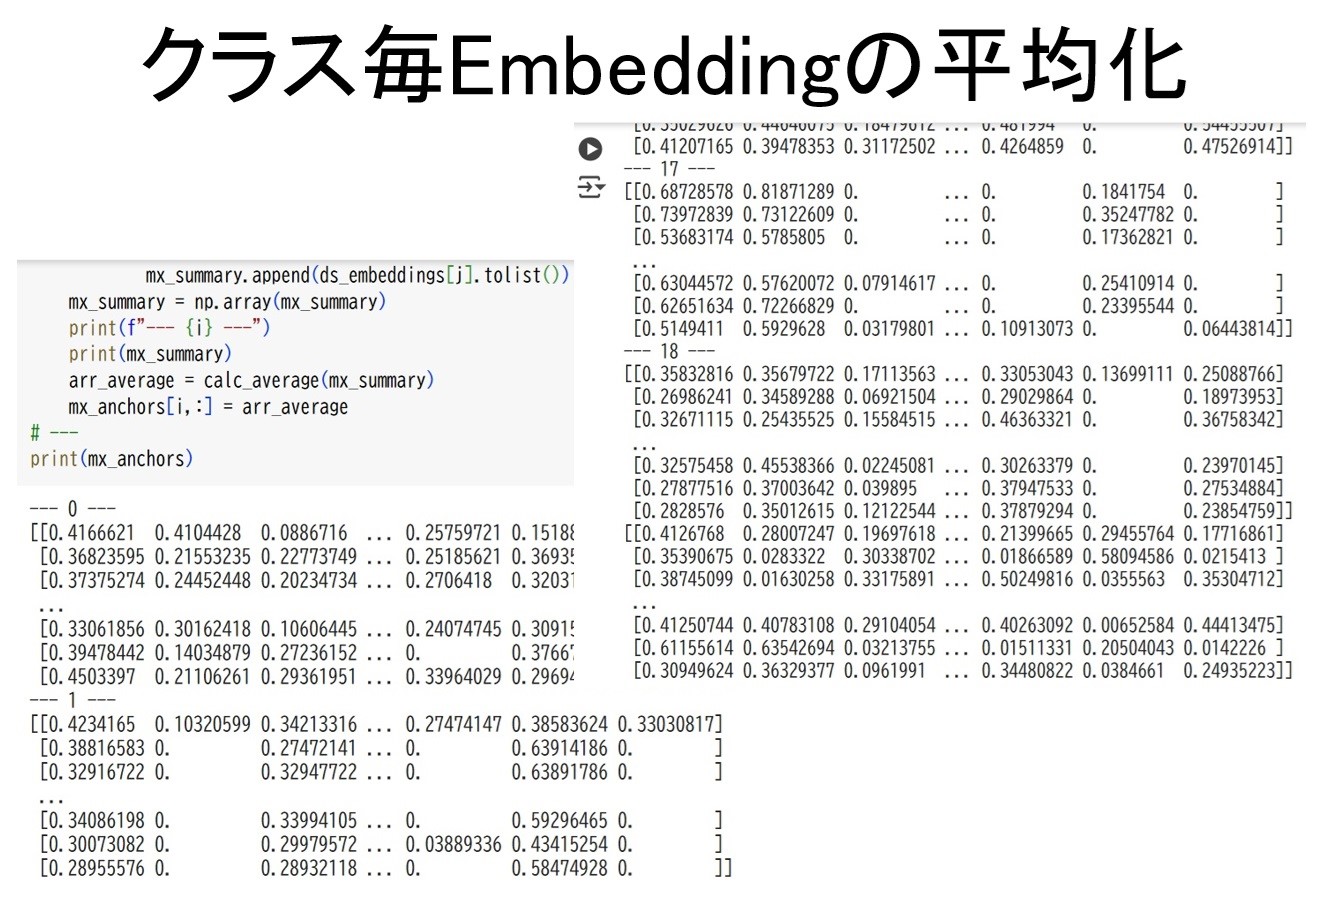 クラス毎Embeddingの平均化
mx_summary.append(ds_embeddings[j].tolist())
mx_summary = np.array(mx_summary)
print(f"--- {i} ---")
print(mx_summary)
arr_average = calc_average(mx_summary)
mx_anchors[i,:] = arr_average
# ---
print(mx_anchors)
--- 0 ---
[[0.4166621 0.4104428 0.0886716 ... 0.25759721 0.15188
[0.36823595 0.21553235 0.22773749 ... 0.25185621 0.36935
[0.37375274 0.24452448 0.20234734 ... 0.2706418 0.32031
...
[0.33061856 0.30162418 0.10606445 ... 0.24074745 0.30915
[0.39478442 0.14034879 0.27236152 ... 0. 0.37667
[0.4503397 0.21106261 0.29361951 ... 0.33964029 0.29694
--- 1 ---
[[0.4234165 0.10320599 0.34213316 ... 0.27474147 0.38583624 0.33030817]
[0.38816583 0. 0.27472141 ... 0. 0.63914186 0. ]
[0.32916722 0. 0.32947722 ... 0. 0.63891786 0. ]
...
[0.34086198 0. 0.33994105 ... 0. 0.59296465 0. ]
[0.30073082 0. 0.29979572 ... 0.03889336 0.43415254 0. ]
[0.28955576 0. 0.28932118 ... 0. 0.58474928 0. ]]
[0.41207165 0.39478353 0.31172502 ... 0.4264859 0. 0.47526914]]
--- 17 ---
[[0.68728578 0.81871289 0. ... 0. 0.1841754 0. ]
[0.73972839 0.73122609 0. ... 0. 0.35247782 0. ]
[0.53683174 0.5785805 0. ... 0. 0.17362821 0. ]
...
[0.63044572 0.57620072 0.07914617 ... 0. 0.25410914 0. ]
[0.62651634 0.72266829 0. ... 0. 0.23395544 0. ]
[0.5149411 0.5929628 0.03179801 ... 0.10913073 0. 0.06443814]]
--- 18 ---
[[0.35832816 0.35679722 0.17113563 ... 0.33053043 0.13699111 0.25088766]
[0.26986241 0.34589288 0.06921504 ... 0.29029864 0. 0.18973953]
[0.32671115 0.25435525 0.15584515 ... 0.46363321 0. 0.36758342]
...
[0.32575458 0.45538366 0.02245081 ... 0.30263379 0. 0.23970145]
[0.27877516 0.37003642 0.039895 ... 0.37947533 0. 0.27534884]
[0.2828576 0.35012615 0.12122544 ... 0.37879294 0. 0.23854759]]
[[0.4126768 0.28007247 0.19697618 ... 0.21399665 0.29455764 0.17716861]
[0.35390675 0.0283322 0.30338702 ... 0.01866589 0.58094586 0.0215413 ]
[0.38745099 0.01630258 0.33175891 ... 0.50249816 0.0355563 0.35304712]
...
[0.41250744 0.40783108 0.29104054 ... 0.40263092 0.00652584 0.44413475]
[0.61155614 0.63542694 0.03213755 ... 0.01511331 0.20504043 0.0142226 ]
[0.30949624 0.36329377 0.0961991 ... 0.34480822 0.0384661 0.24935223]]